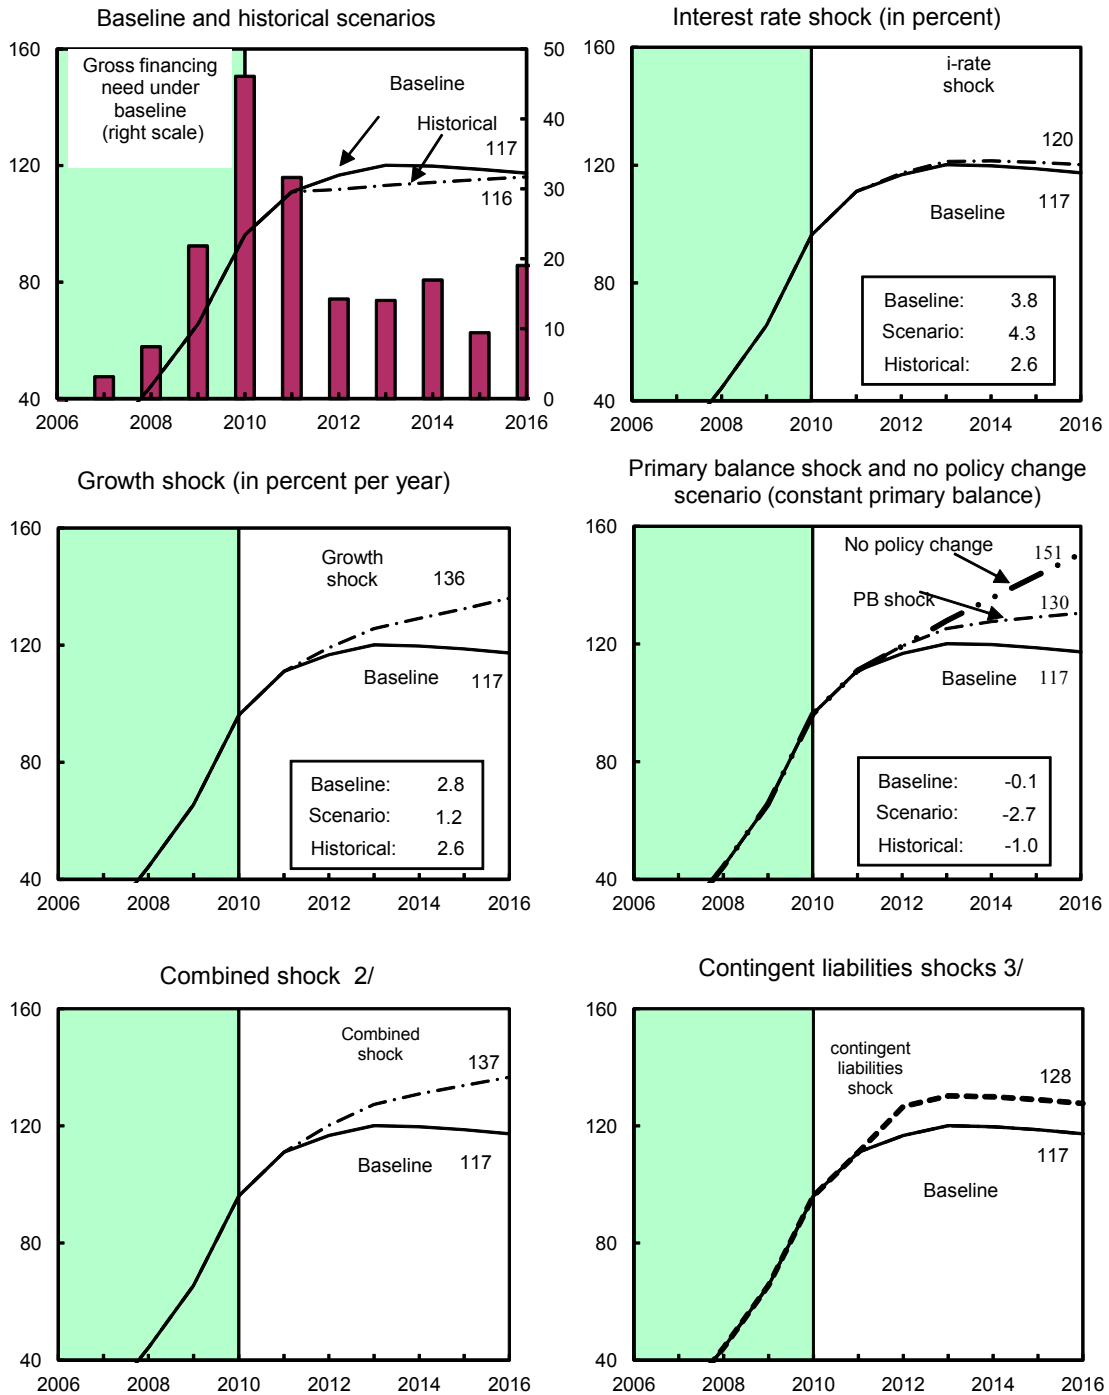 Baseline and historical scenarios
160
120
80
40
50
40
30
20
10
0
Gross financing
need under
baseline
(right scale)
Baseline
Historical
117
116
2006 2008 2010 2012 2014 2016
Interest rate shock (in percent)
160
120
80
40
i-rate
shock
120
Baseline
117
Baseline: 3.8
Scenario: 4.3
Historical: 2.6
2006 2008 2010 2012 2014 2016
Growth shock (in percent per year)
160
120
80
40
Growth
shock
136
Baseline
117
Baseline: 2.8
Scenario: 1.2
Historical: 2.6
2006 2008 2010 2012 2014 2016
Primary balance shock and no policy change
scenario (constant primary balance)
160
120
80
40
No policy change
151
PB shock
130
Baseline
117
Baseline: -0.1
Scenario: -2.7
Historical: -1.0
2006 2008 2010 2012 2014 2016
Combined shock 2/
160
120
80
40
Combined
shock
137
Baseline
117
2006 2008 2010 2012 2014 2016
Contingent liabilities shocks 3/
160
120
80
40
contingent
liabilities
shock
128
117
Baseline
2006 2008 2010 2012 2014 2016